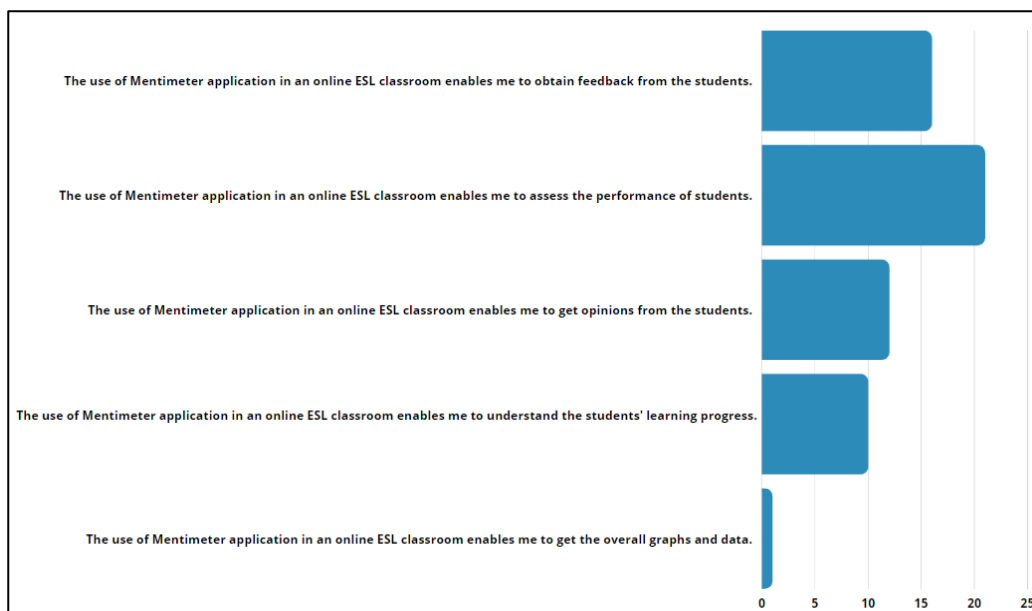 The use of Mentimeter application in an online ESL classroom enables me to obtain feedback from the students.
The use of Mentimeter application in an online ESL classroom enables me to assess the performance of students.
The use of Mentimeter application in an online ESL classroom enables me to get opinions from the students.
The use of Mentimeter application in an online ESL classroom enables me to understand the students' learning progress.
The use of Mentimeter application in an online ESL classroom enables me to get the overall graphs and data.
0 5 10 15 20 25